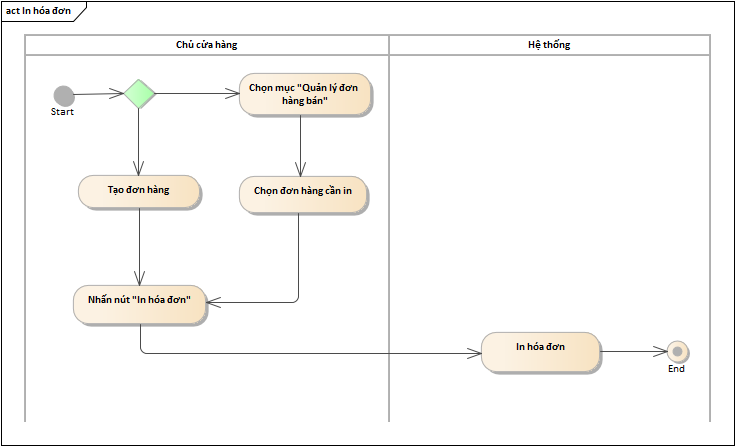 act In hóa đơn
Chủ cửa hàng
Hệ thống
Start
Chọn mục "Quản lý đơn
hàng bán"
Tạo đơn hàng
Chọn đơn hàng cần in
Nhấn nút "In hóa đơn"
In hóa đơn
End